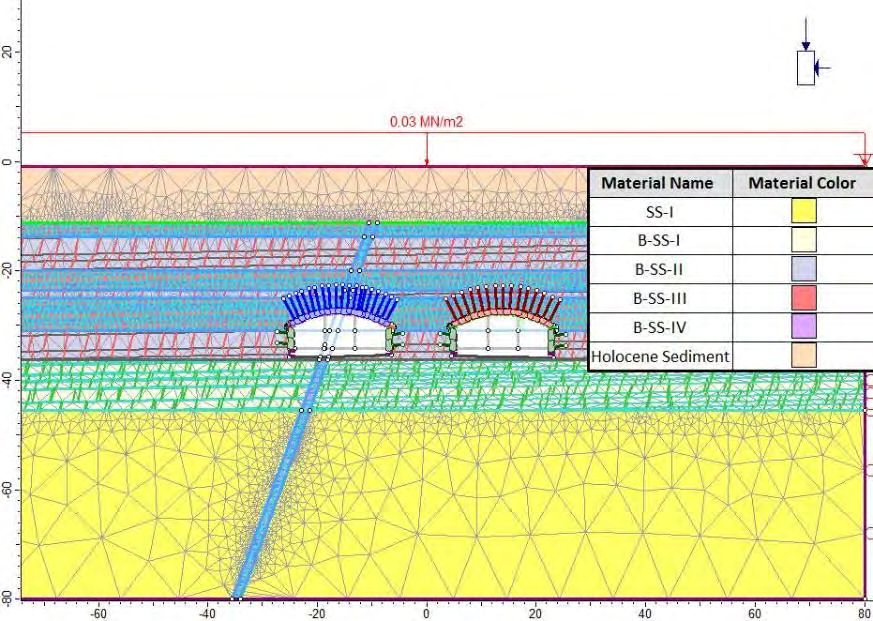 20
0.03 MN/m2
0
Material Name Material Color
SS-I
B-SS-I
-20
B-SS-II
B-SS-III
B-SS-IV
Holocene Sediment
-40
-60
-80
-60 -40 -20 0 20 40 60 80